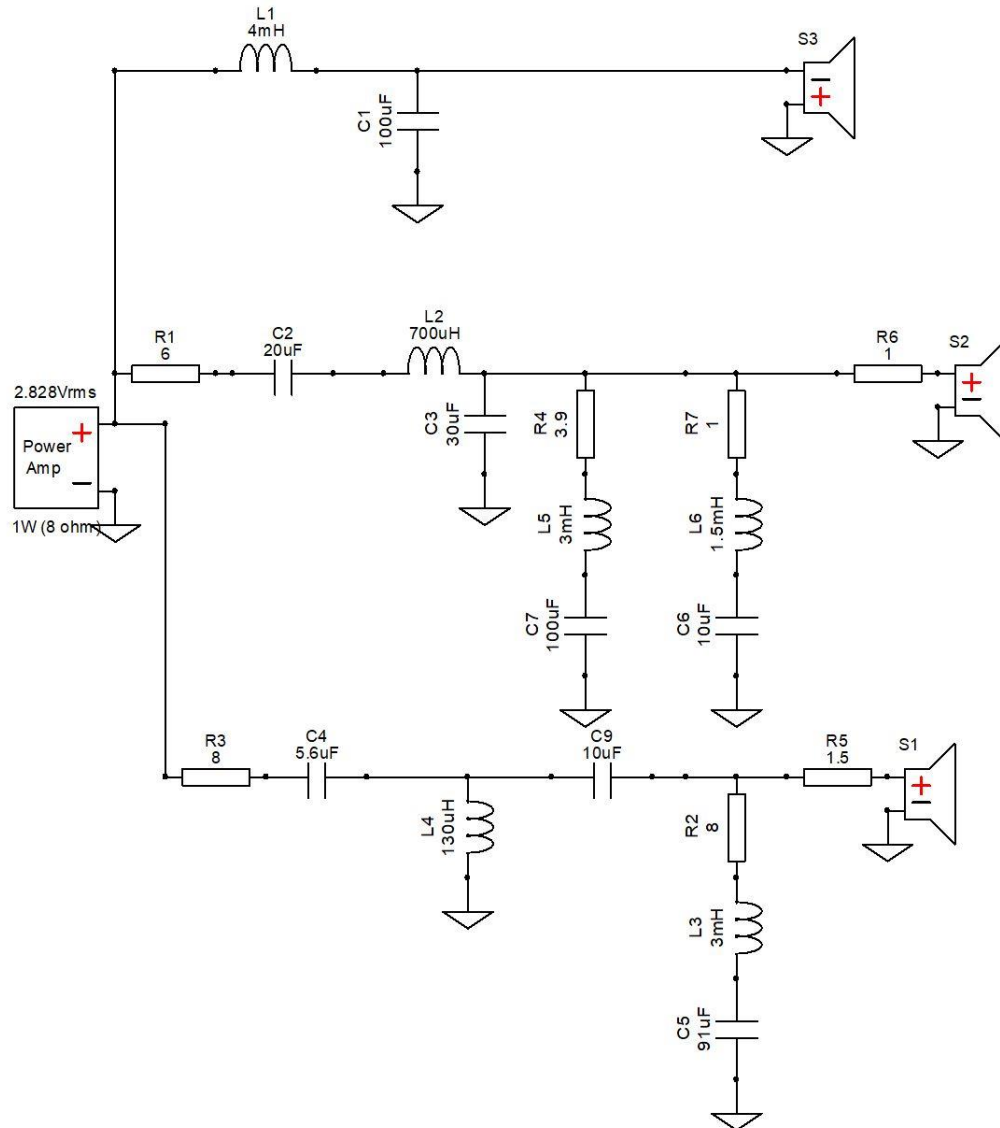 L1
4mH
S3
C1
100uF
L2
700uH
R1
6
C2
20uF
R6
1
S2
2.828Vrms
C3
30uF
R4
3.9
R7
1
Power
Amp
1W (8 ohm)
L5
3mH
L6
1.5mH
C7
100uF
C6
10uF
R3
8
C4
5.6uF
C9
10uF
R5
1.5
S1
L4
130uH
R2
8
L3
3mH
C5
91uF